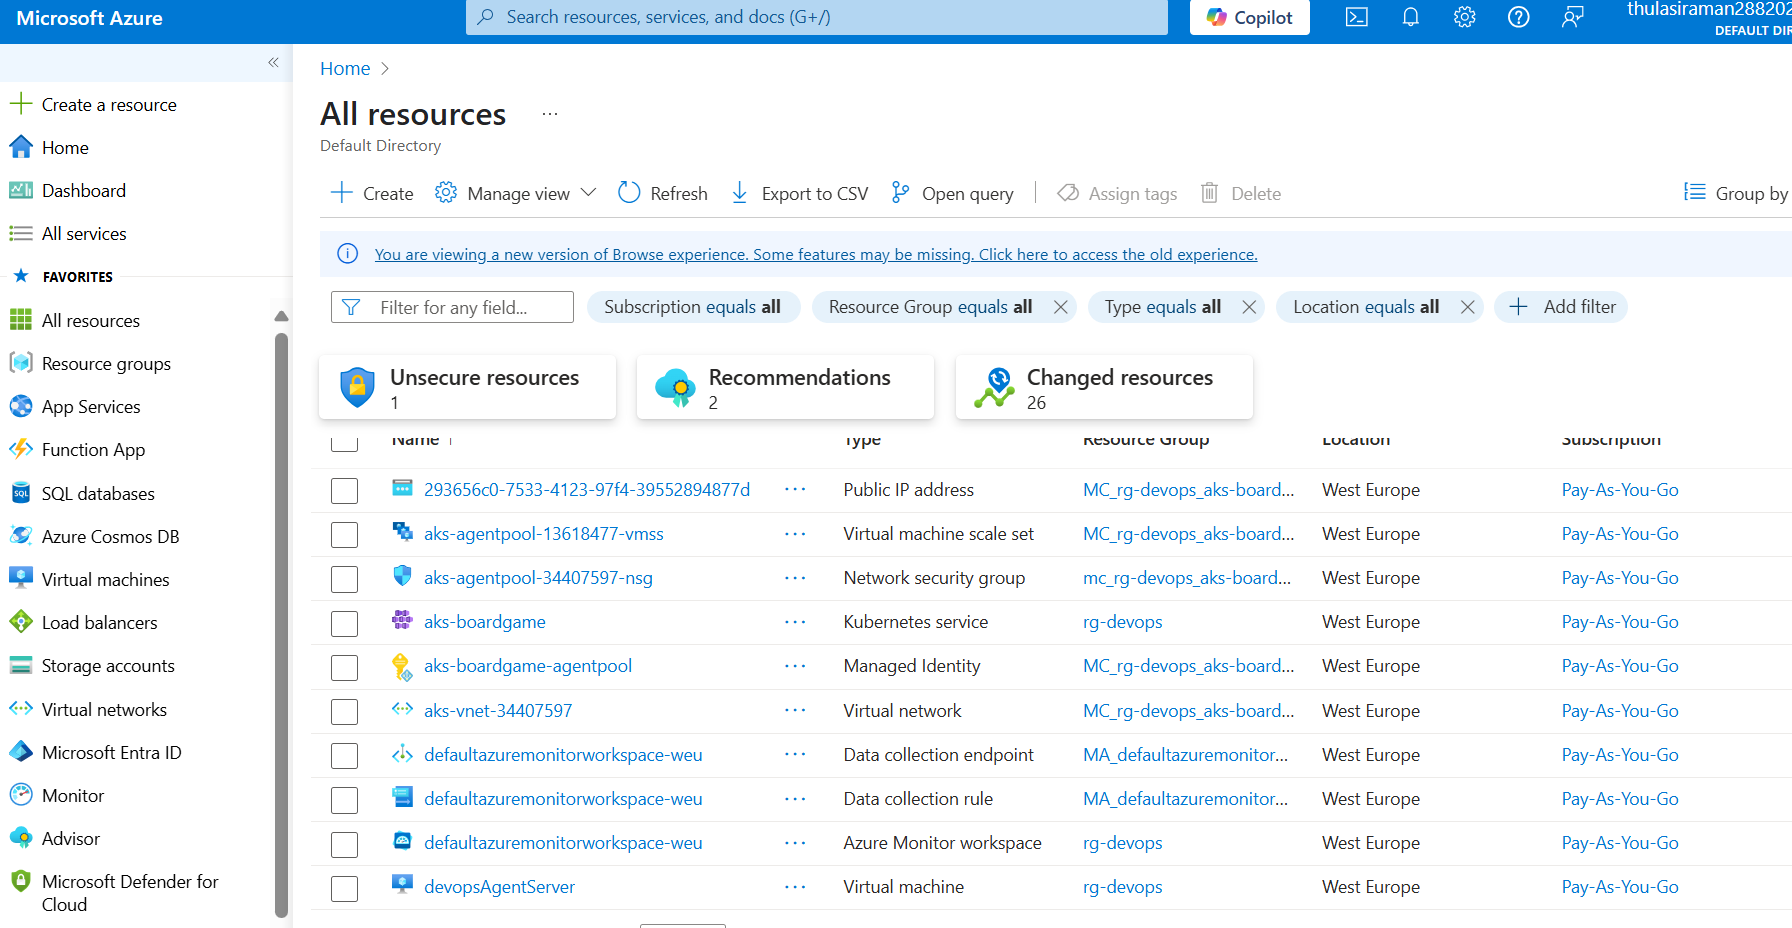 Microsoft Azure
Search resources, services, and docs (G+/)
Copilot
thulasiraman288202
DEFAULT DIR
Create a resource
Home
Dashboard
All services
FAVORITES
All resources
Resource groups
App Services
Function App
SQL databases
Azure Cosmos DB
Virtual machines
Load balancers
Storage accounts
Virtual networks
Microsoft Entra ID
Monitor
Advisor
Microsoft Defender for
Cloud
Home
All resources ...
Default Directory
Create Manage view Refresh Export to CSV Open query Assign tags Delete Group by
You are viewing a new version of Browse experience. Some features may be missing. Click here to access the old experience.
Filter for any field... Subscription equals all Resource Group equals all Type equals all Location equals all Add filter
Unsecure resources
1
Recommendations
2
Changed resources
26
Name ↑ Type Resource Group Location Subscription
293656c0-7533-4123-97f4-39552894877d ... Public IP address MC_rg-devops_aks-board... West Europe Pay-As-You-Go
aks-agentpool-13618477-vmss ... Virtual machine scale set MC_rg-devops_aks-board... West Europe Pay-As-You-Go
aks-agentpool-34407597-nsg ... Network security group mc_rg-devops_aks-board... West Europe Pay-As-You-Go
aks-boardgame ... Kubernetes service rg-devops West Europe Pay-As-You-Go
aks-boardgame-agentpool ... Managed Identity MC_rg-devops_aks-board... West Europe Pay-As-You-Go
aks-vnet-34407597 ... Virtual network MC_rg-devops_aks-board... West Europe Pay-As-You-Go
defaultazuremonitorworkspace-weu ... Data collection endpoint MA_defaultazuremonitor... West Europe Pay-As-You-Go
defaultazuremonitorworkspace-weu ... Data collection rule MA_defaultazuremonitor... West Europe Pay-As-You-Go
defaultazuremonitorworkspace-weu ... Azure Monitor workspace rg-devops West Europe Pay-As-You-Go
devopsAgentServer ... Virtual machine rg-devops West Europe Pay-As-You-Go